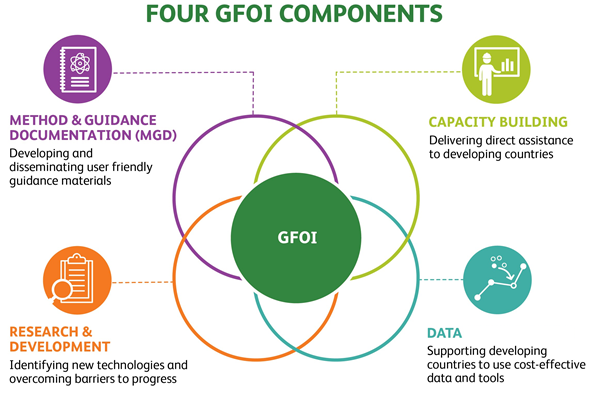 FOUR GFOI COMPONENTS
METHOD & GUIDANCE
DOCUMENTATION (MGD)
Developing and
disseminating user friendly
guidance materials
CAPACITY BUILDING
Delivering direct assistance
to developing countries
GFOI
RESEARCH &
DEVELOPMENT
Identifying new technologies and
overcoming barriers to progress
DATA
Supporting developing
countries to use cost-effective
data and tools